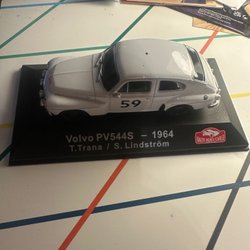 59
Volvo PV544S – 1964
T.Trana / S. Lindström